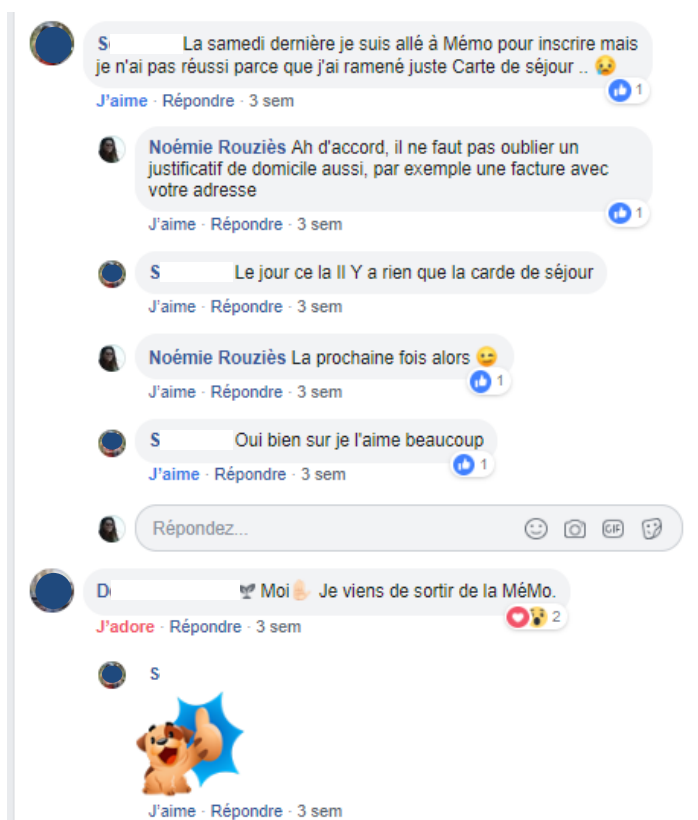 S La samedi dernière je suis allé à Mémo pour inscrire mais
je n'ai pas réussi parce que j'ai ramené juste Carte de séjour ..
1
J'aime · Répondre · 3 sem
Noémie Rouziès Ah d'accord, il ne faut pas oublier un
justificatif de domicile aussi, par exemple une facture avec
votre adresse
1
J'aime · Répondre · 3 sem
S Le jour ce la Il Y a rien que la carde de séjour
J'aime · Répondre · 3 sem
Noémie Rouziès La prochaine fois alors 😉
1
J'aime · Répondre · 3 sem
S Oui bien sur je l'aime beaucoup
1
J'aime · Répondre · 3 sem
Répondez...
GIF
D Moi Je viens de sortir de la MéMo.
2
J'adore · Répondre · 3 sem
S
J'aime · Répondre · 3 sem